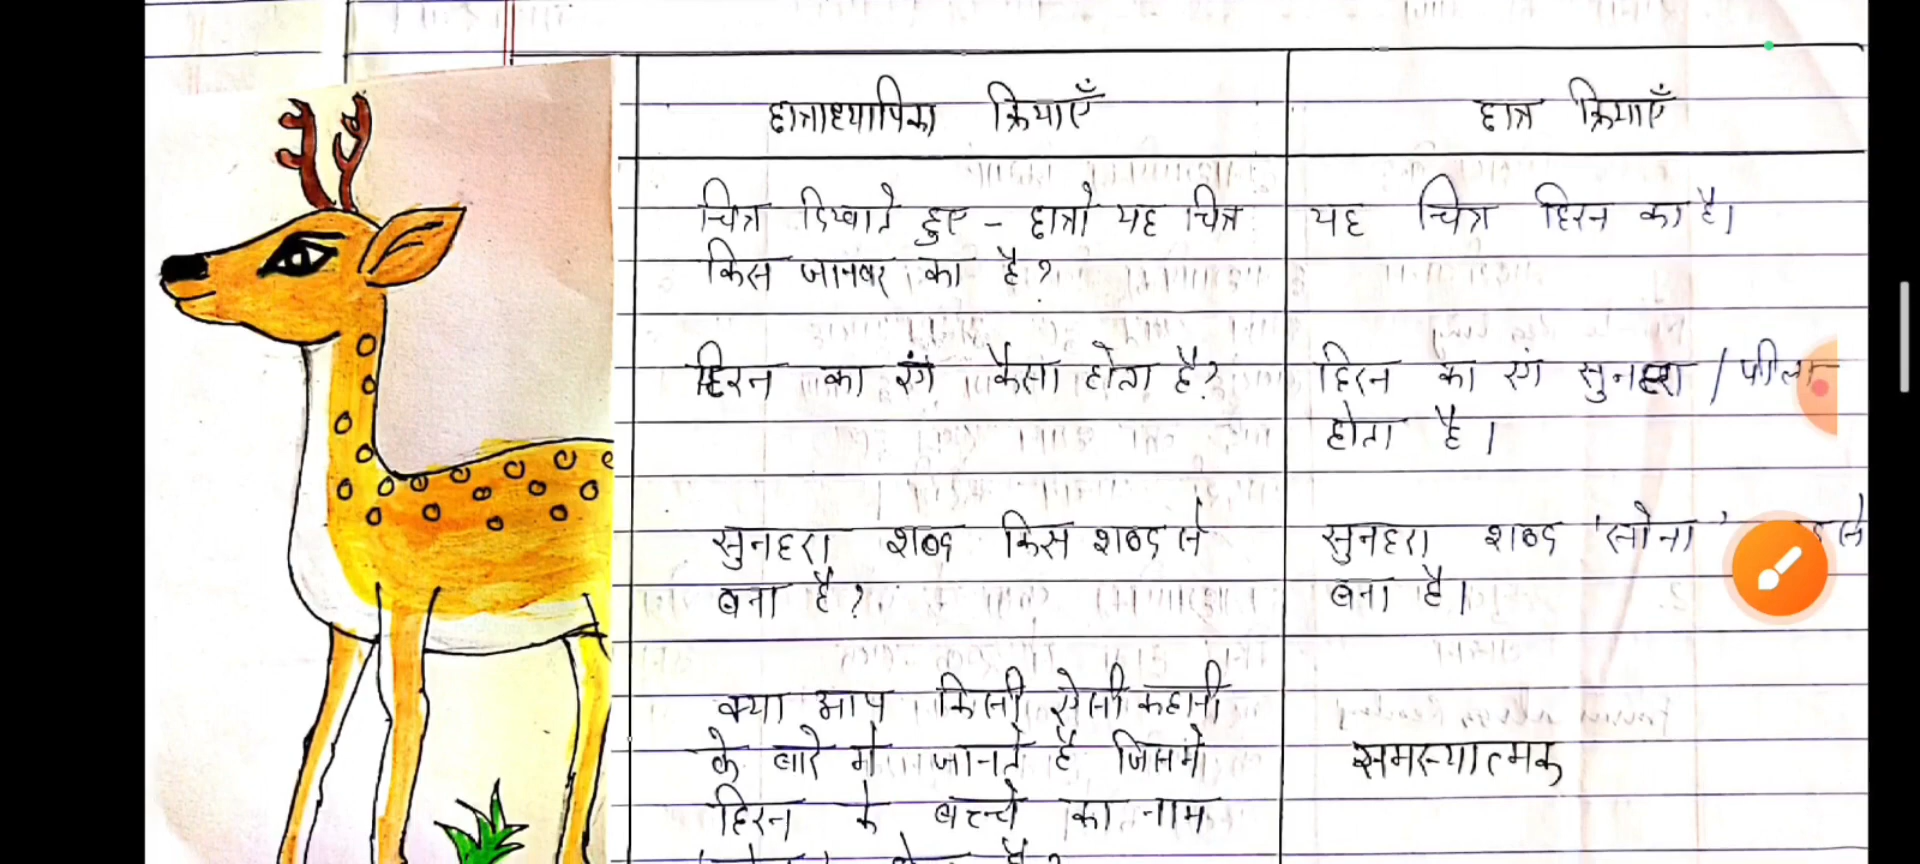 छात्राध्यापिका क्रियाएँ
छात्र क्रियाएँ
चित्र दिखाते हुए - छात्रों यह चित्र
किस जानवर का है?
यह चित्र हिरन का है।
हिरन का रंग कैसा होता है?
हिरन का रंग सुनहरा / पीला
होता है।
सुनहरा शब्द किस शब्द से
बना है?
सुनहरा शब्द 'सोना' से
बना है।
क्या आप किसी ऐसी कहानी
के बारे में जानते है जिसमें
हिरन के बच्चे का नाम
है?
समस्यात्मक